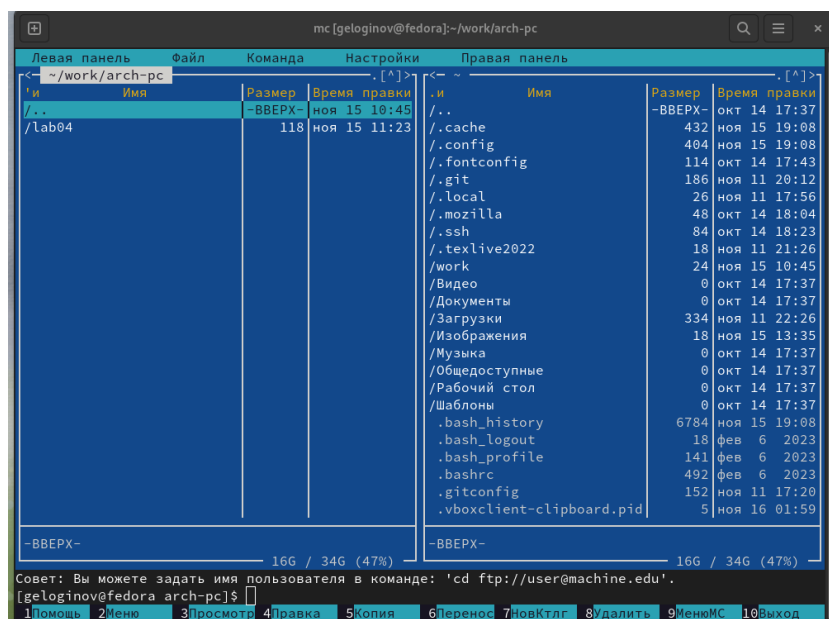 mc [geloginov@fedora]:~/work/arch-pc
Левая панель Файл Команда Настройки Правая панель
<- ~/work/arch-pc .[^]> <- ~ .[^]>
'и Имя Размер Время правки .и Имя Размер Время правки
/.. -ВВЕРХ- ноя 15 10:45 /.. -ВВЕРХ- окт 14 17:37
/lab04 118 ноя 15 11:23 /.cache 432 ноя 15 19:08
/.config 404 ноя 15 19:08
/.fontconfig 114 окт 14 17:43
/.git 186 ноя 11 20:12
/.local 26 ноя 11 17:56
/.mozilla 48 окт 14 18:04
/.ssh 84 окт 14 18:23
/.texlive2022 18 ноя 11 21:26
/work 24 ноя 15 10:45
/Видео 0 окт 14 17:37
/Документы 0 окт 14 17:37
/Загрузки 334 ноя 11 22:26
/Изображения 18 ноя 15 13:35
/Музыка 0 окт 14 17:37
/Общедоступные 0 окт 14 17:37
/Рабочий стол 0 окт 14 17:37
/Шаблоны 0 окт 14 17:37
.bash_history 6784 ноя 15 19:08
.bash_logout 18 фев 6 2023
.bash_profile 141 фев 6 2023
.bashrc 492 фев 6 2023
.gitconfig 152 ноя 11 17:20
.vboxclient-clipboard.pid 5 ноя 16 01:59
-ВВЕРХ- -ВВЕРХ-
16G / 34G (47%) 16G / 34G (47%)
Совет: Вы можете задать имя пользователя в команде: 'cd ftp://user@machine.edu'.
[geloginov@fedora arch-pc]$
1Помощь 2Меню 3Просмотр 4Правка 5Копия 6Перенос 7НовКтлг 8Удалить 9МенюМС 10Выход